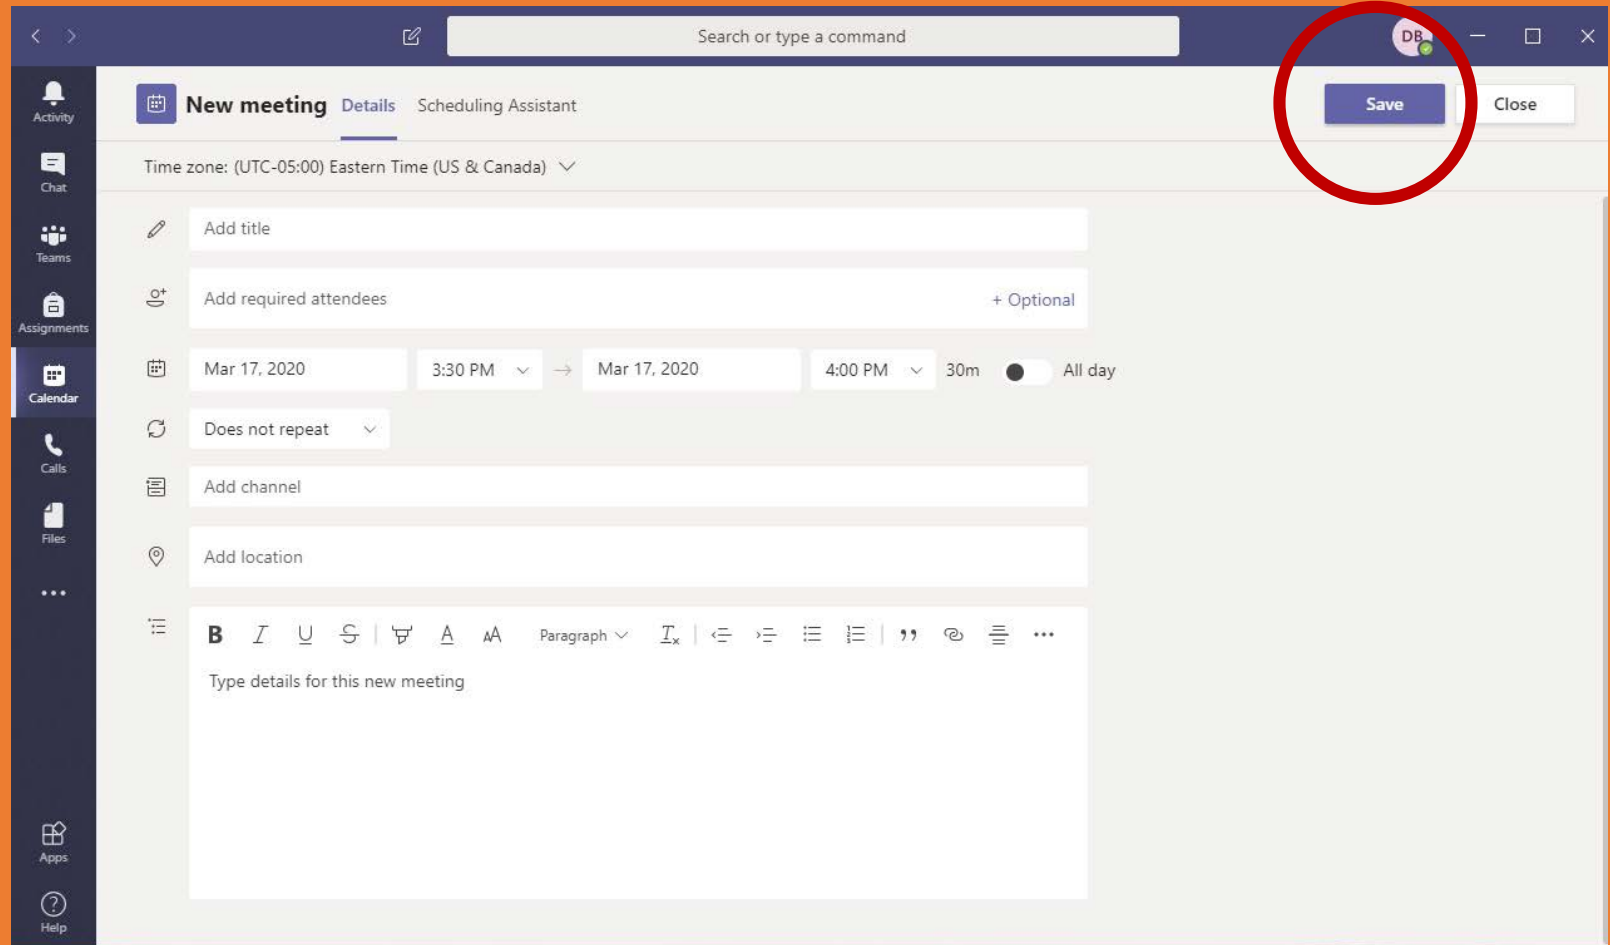 Search or type a command
DB
Activity
Chat
Teams
Assignments
Calendar
Calls
Files
Apps
Help
New meeting Details Scheduling Assistant
Save Close
Time zone: (UTC-05:00) Eastern Time (US & Canada)
Add title
Add required attendees + Optional
Mar 17, 2020 3:30 PM → Mar 17, 2020 4:00 PM 30m All day
Does not repeat
Add channel
Add location
B I U S A AA Paragraph Tx
Type details for this new meeting